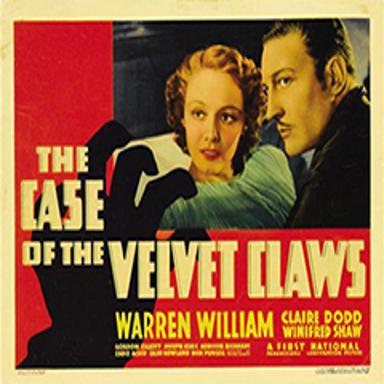 THE
CASE
OF THE
VELVET CLAWS
WARREN WILLIAM
CLAIRE DODD
WINIFRED SHAW
A FIRST NATIONAL